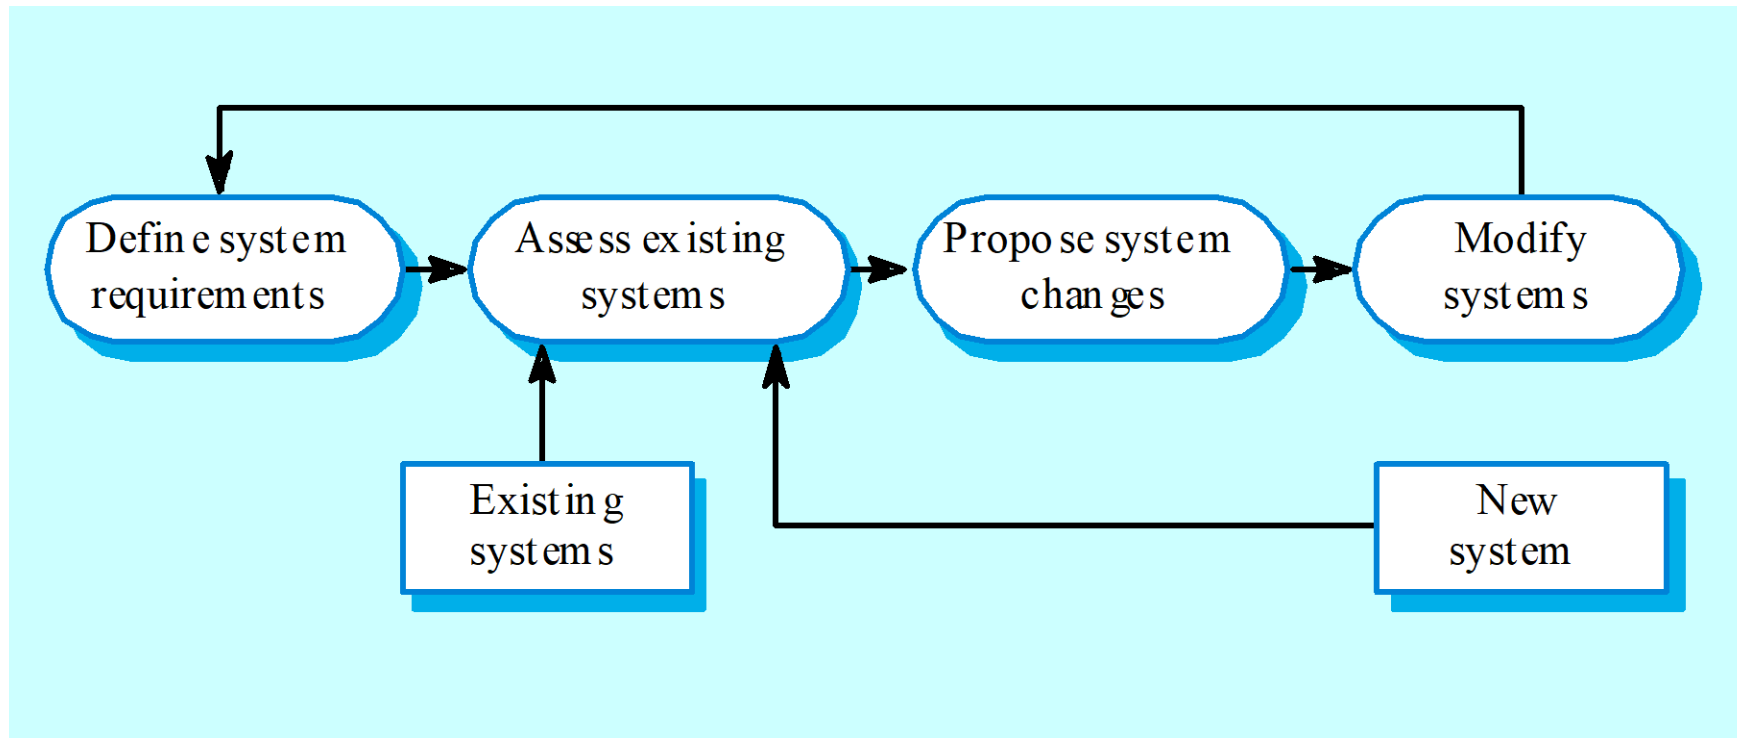 Define system
requirements
Assess existing
systems
Propose system
changes
Modify
systems
Existing
systems
New
system